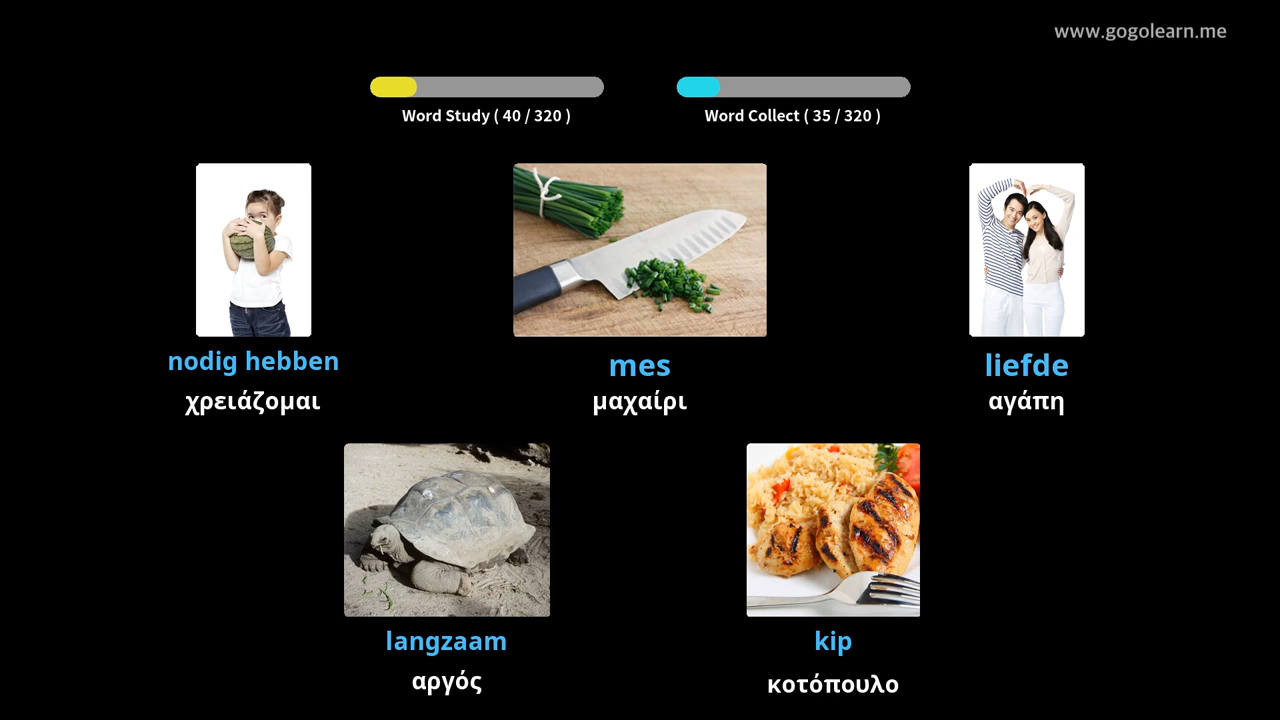 www.gogolearn.me
Word Study ( 40 / 320 )
Word Collect ( 35 / 320 )
nodig hebben
χρειάζομαι
mes
μαχαίρι
liefde
αγάπη
langzaam
αργός
kip
κοτόπουλο